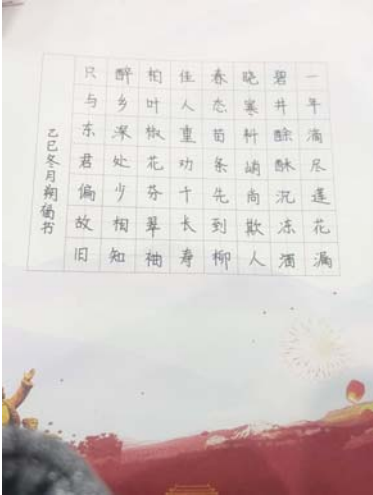 一年滴尽莲花漏
碧井酴酥沉冻酒
晓寒料峭尚欺人
春态苗条先到柳
佳人重劝千长寿
柏叶椒花芬翠袖
醉乡深处少相知
只与东君偏故旧
乙巳冬月翔书